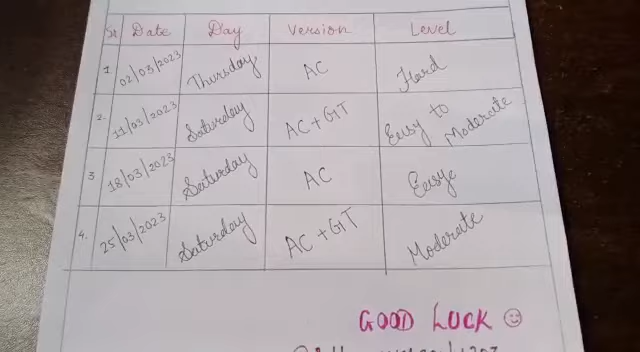 Sr. Date Day Version Level
1. 02/03/2023 Thursday AC Hard
2. 11/03/2023 Saturday AC + GT Easy to Moderate
3 18/03/2023 Saturday AC Easy
4. 25/03/2023 Saturday AC + GT Moderate
GOOD LUCK ☺